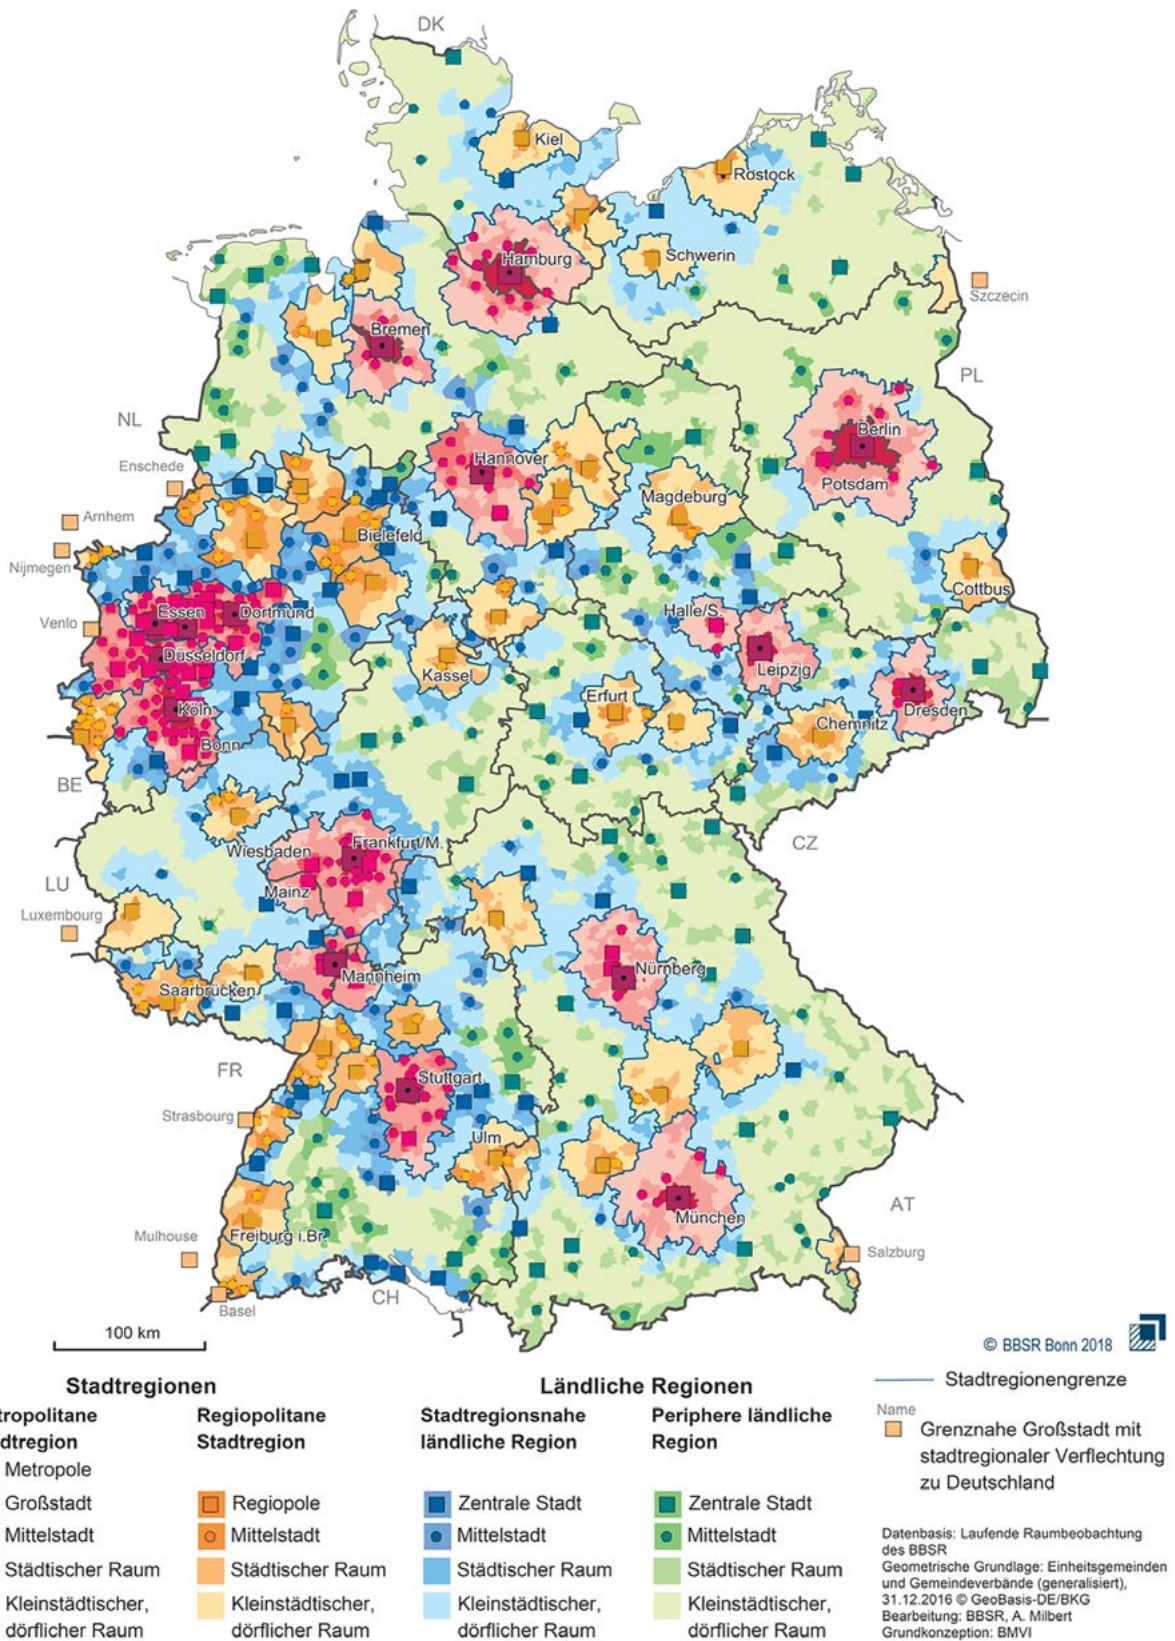 DK
Kiel
Rostock
Hamburg
Schwerin
Szczecin
Bremen
PL
NL
Berlin
Hannover
Enschede
Potsdam
Magdeburg
Arnhem
Bielefeld
Nijmegen
Cottbus
Essen
Dortmund
Halle/S.
Venlo
Düsseldorf
Leipzig
Kassel
Erfurt
Köln
Dresden
Chemnitz
Bonn
BE
CZ
Frankfurt/M.
Wiesbaden
LU
Mainz
Luxembourg
Nürnberg
Mannheim
Saarbrücken
FR
Stuttgart
Strasbourg
Ulm
AT
München
Mulhouse
Freiburg i.Br.
Salzburg
CH
Basel
100 km
© BBSR Bonn 2018
Stadtregionen
tropolitane
dtregion
Metropole
Großstadt
Mittelstadt
Städtischer Raum
Kleinstädtischer,
dörflicher Raum
Regiopolitane
Stadtregion
Regiopole
Mittelstadt
Städtischer Raum
Kleinstädtischer,
dörflicher Raum
Ländliche Regionen
Stadtregionsnahe
ländliche Region
Zentrale Stadt
Mittelstadt
Städtischer Raum
Kleinstädtischer,
dörflicher Raum
Periphere ländliche
Region
Zentrale Stadt
Mittelstadt
Städtischer Raum
Kleinstädtischer,
dörflicher Raum
Stadtregionengrenze
Name
Grenznahe Großstadt mit
stadtregionaler Verflechtung
zu Deutschland
Datenbasis: Laufende Raumbeobachtung
des BBSR
Geometrische Grundlage: Einheitsgemeinden
und Gemeindeverbände (generalisiert),
31.12.2016 © GeoBasis-DE/BKG
Bearbeitung: BBSR, A. Milbert
Grundkonzeption: BMVI